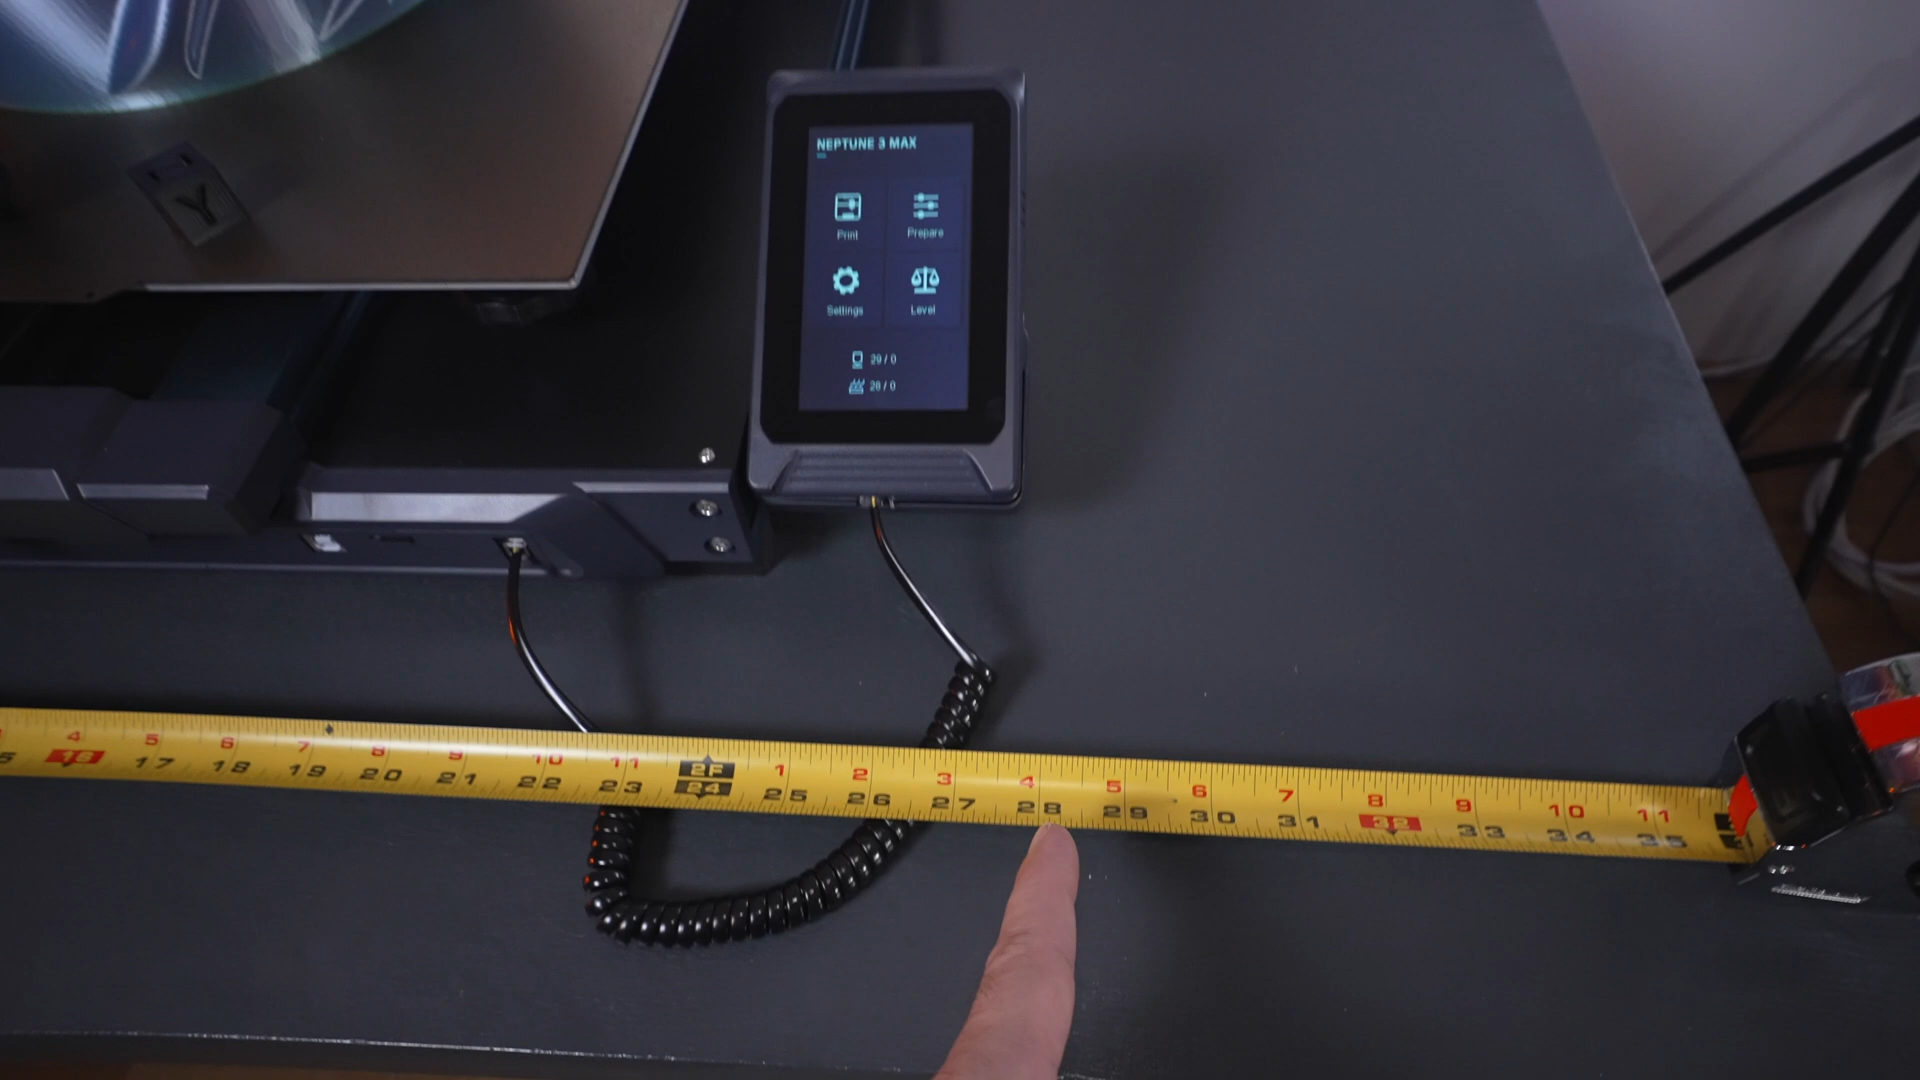 NEPTUNE 3 MAX
Print Prepare
Settings Level
29 / 0
28 / 0
Y
4 5 6 7 8 9 10 11 2F 1 2 3 4 5 6 7 8 9 10 11
16 17 18 19 20 21 22 23 24 25 26 27 28 29 30 31 32 33 34 35